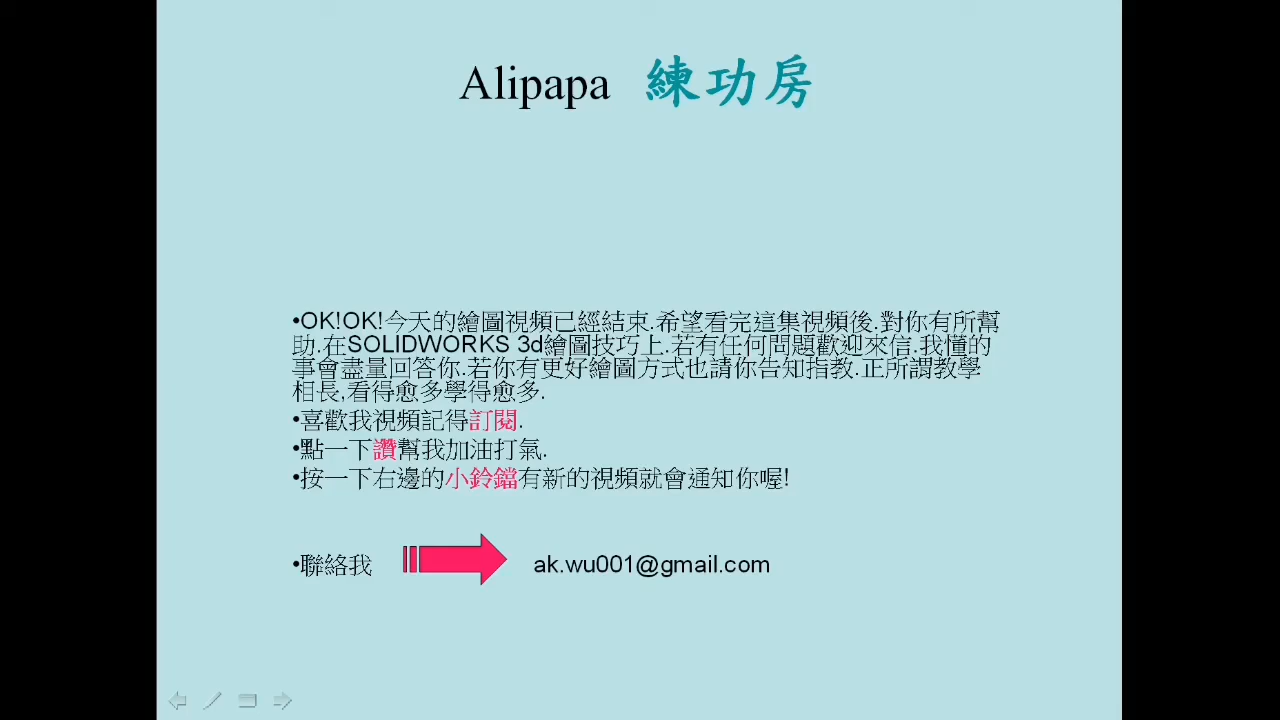 Alipapa 練功房
•OK!OK!今天的繪圖視頻已經結束.希望看完這集視頻後.對你有所幫
助.在SOLIDWORKS 3d繪圖技巧上.若有任何問題歡迎來信.我懂的
事會盡量回答你.若你有更好繪圖方式也請你告知指教.正所謂教學
相長,看得愈多學得愈多.
•喜歡我視頻記得訂閱.
•點一下讚幫我加油打氣.
•按一下右邊的小鈴鐺有新的視頻就會通知你喔!
•聯絡我 ak.wu001@gmail.com